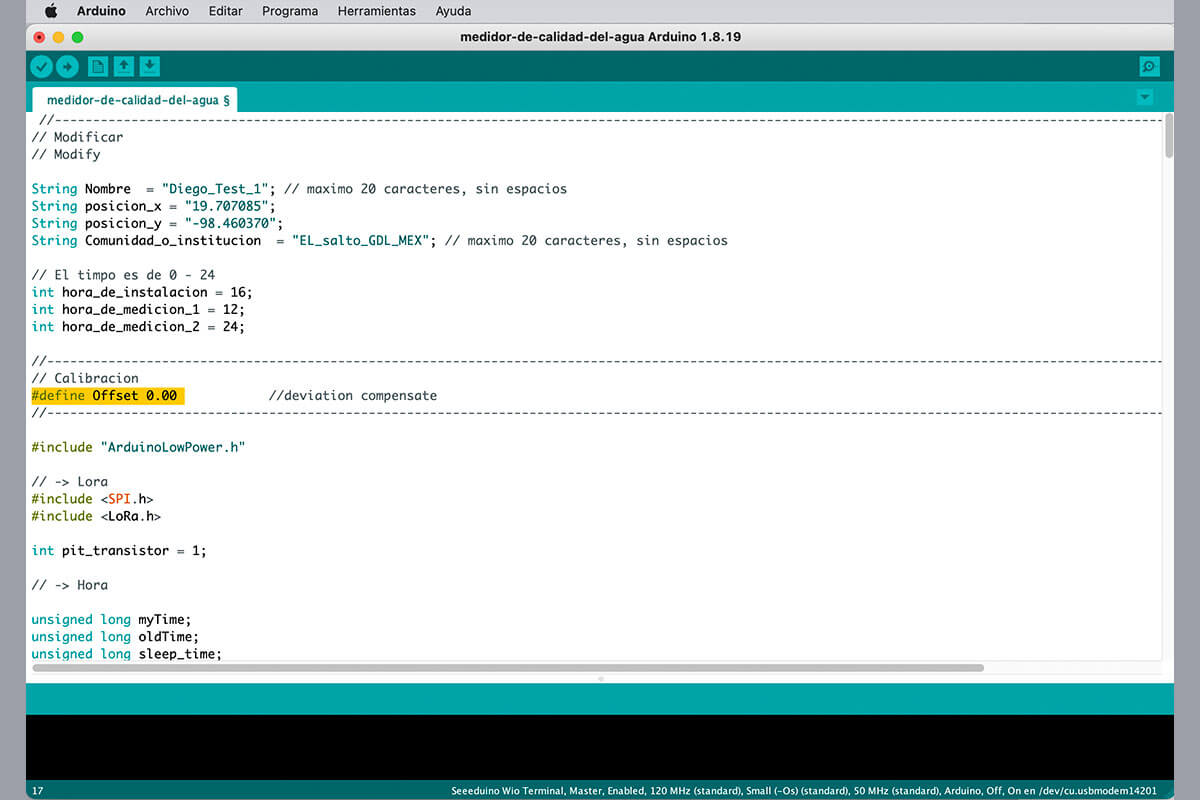 Arduino Archivo Editar Programa Herramientas Ayuda
medidor-de-calidad-del-agua Arduino 1.8.19
medidor-de-calidad-del-agua §
//------------------------------------------------------------------------------------------------------------------------------------------------
// Modificar
// Modify
String Nombre  = "Diego_Test_1"; // maximo 20 caracteres, sin espacios
String posicion_x = "19.707085";
String posicion_y = "-98.460370";
String Comunidad_o_institucion  = "EL_salto_GDL_MEX"; // maximo 20 caracteres, sin espacios
// El timpo es de 0 - 24
int hora_de_instalacion = 16;
int hora_de_medicion_1 = 12;
int hora_de_medicion_2 = 24;
//------------------------------------------------------------------------------------------------------------------------------------------------
// Calibracion
#define Offset 0.00           //deviation compensate
//------------------------------------------------------------------------------------------------------------------------------------------------
#include "ArduinoLowPower.h"
// -> Lora
#include <SPI.h>
#include <LoRa.h>
int pit_transistor = 1;
// -> Hora
unsigned long myTime;
unsigned long oldTime;
unsigned long sleep_time;
17 Seeeduino Wio Terminal, Master, Enabled, 120 MHz (standard), Small (-Os) (standard), 50 MHz (standard), Arduino, Off, On en /dev/cu.usbmodem14201